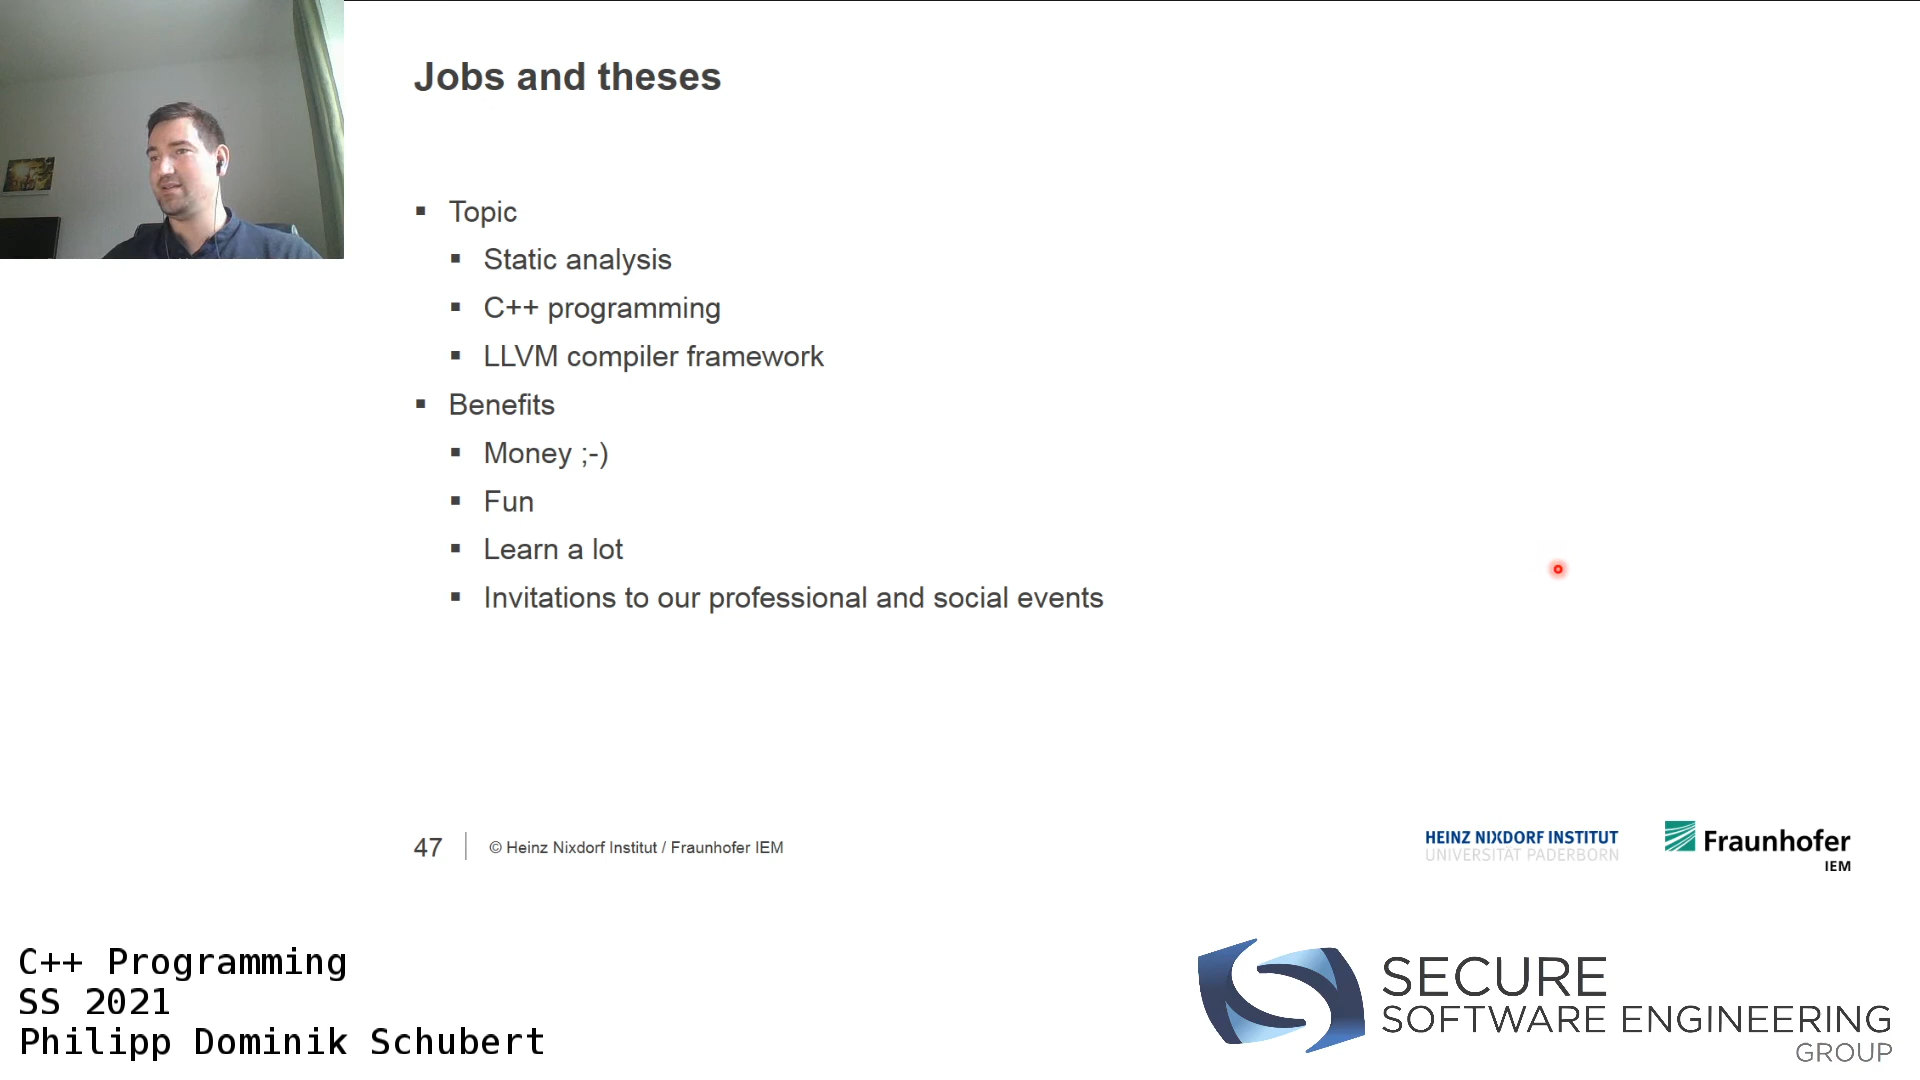 Jobs and theses
▪ Topic
▪ Static analysis
▪ C++ programming
▪ LLVM compiler framework
▪ Benefits
▪ Money ;-)
▪ Fun
▪ Learn a lot
▪ Invitations to our professional and social events
47
© Heinz Nixdorf Institut / Fraunhofer IEM
HEINZ NIXDORF INSTITUT
UNIVERSITÄT PADERBORN
Fraunhofer
IEM
C++ Programming
SS 2021
Philipp Dominik Schubert
SECURE
SOFTWARE ENGINEERING
GROUP